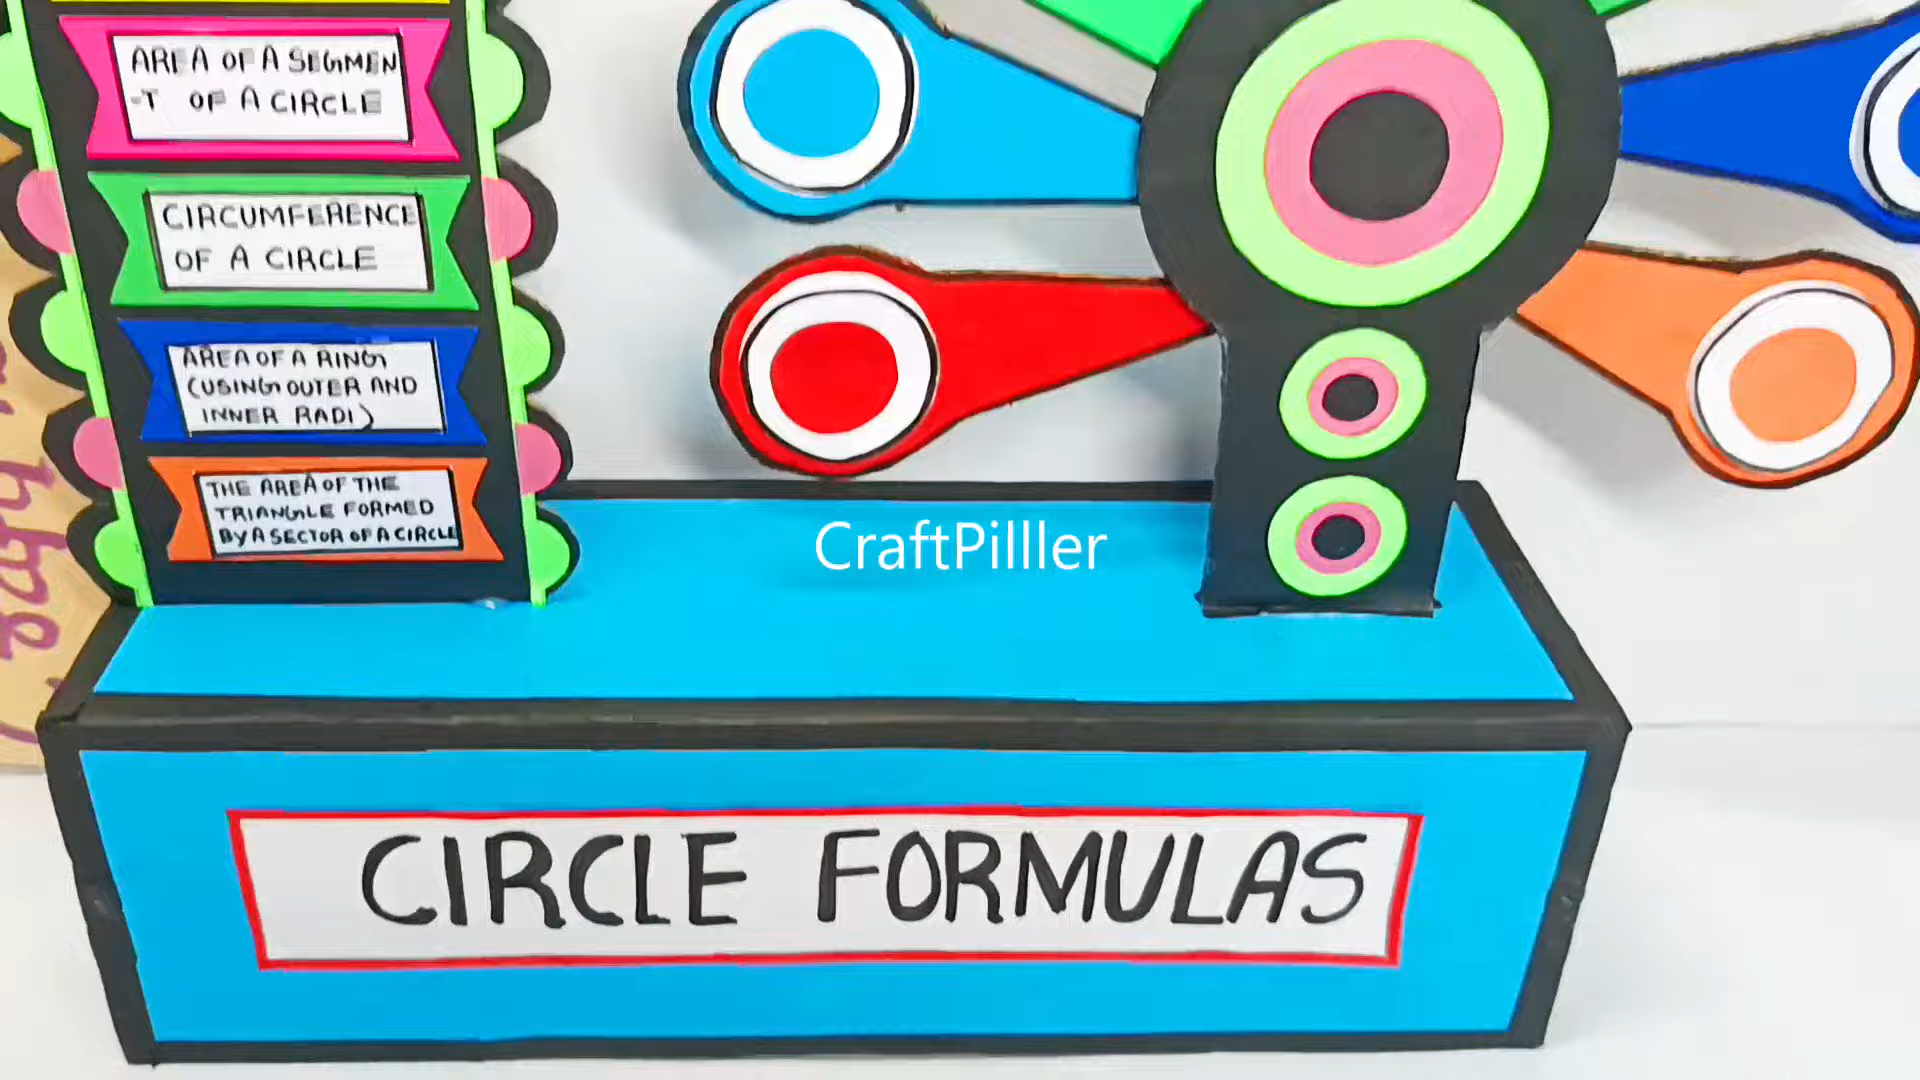 AREA OF A SEGMEN
-T OF A CIRCLE
CIRCUMFERENCE
OF A CIRCLE
AREA OF A RING
(USING OUTER AND
INNER RADI)
THE AREA OF THE
TRIANGLE FORMED
BY A SECTOR OF A CIRCLE
CraftPilller
CIRCLE FORMULAS